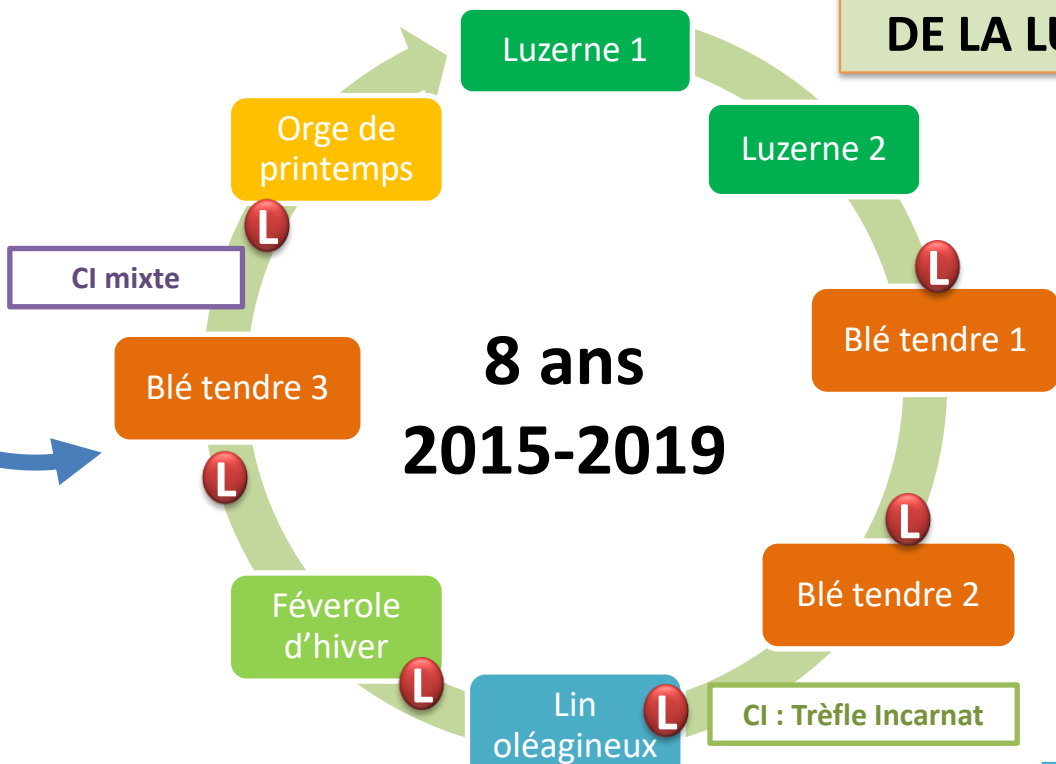 DE LA LU
Luzerne 1
Orge de
printemps
Luzerne 2
L
L
CI mixte
Blé tendre 1
8 ans
2015-2019
Blé tendre 3
L
L
Blé tendre 2
Féverole
d’hiver
L
Lin
oléagineux
L
CI : Trèfle Incarnat